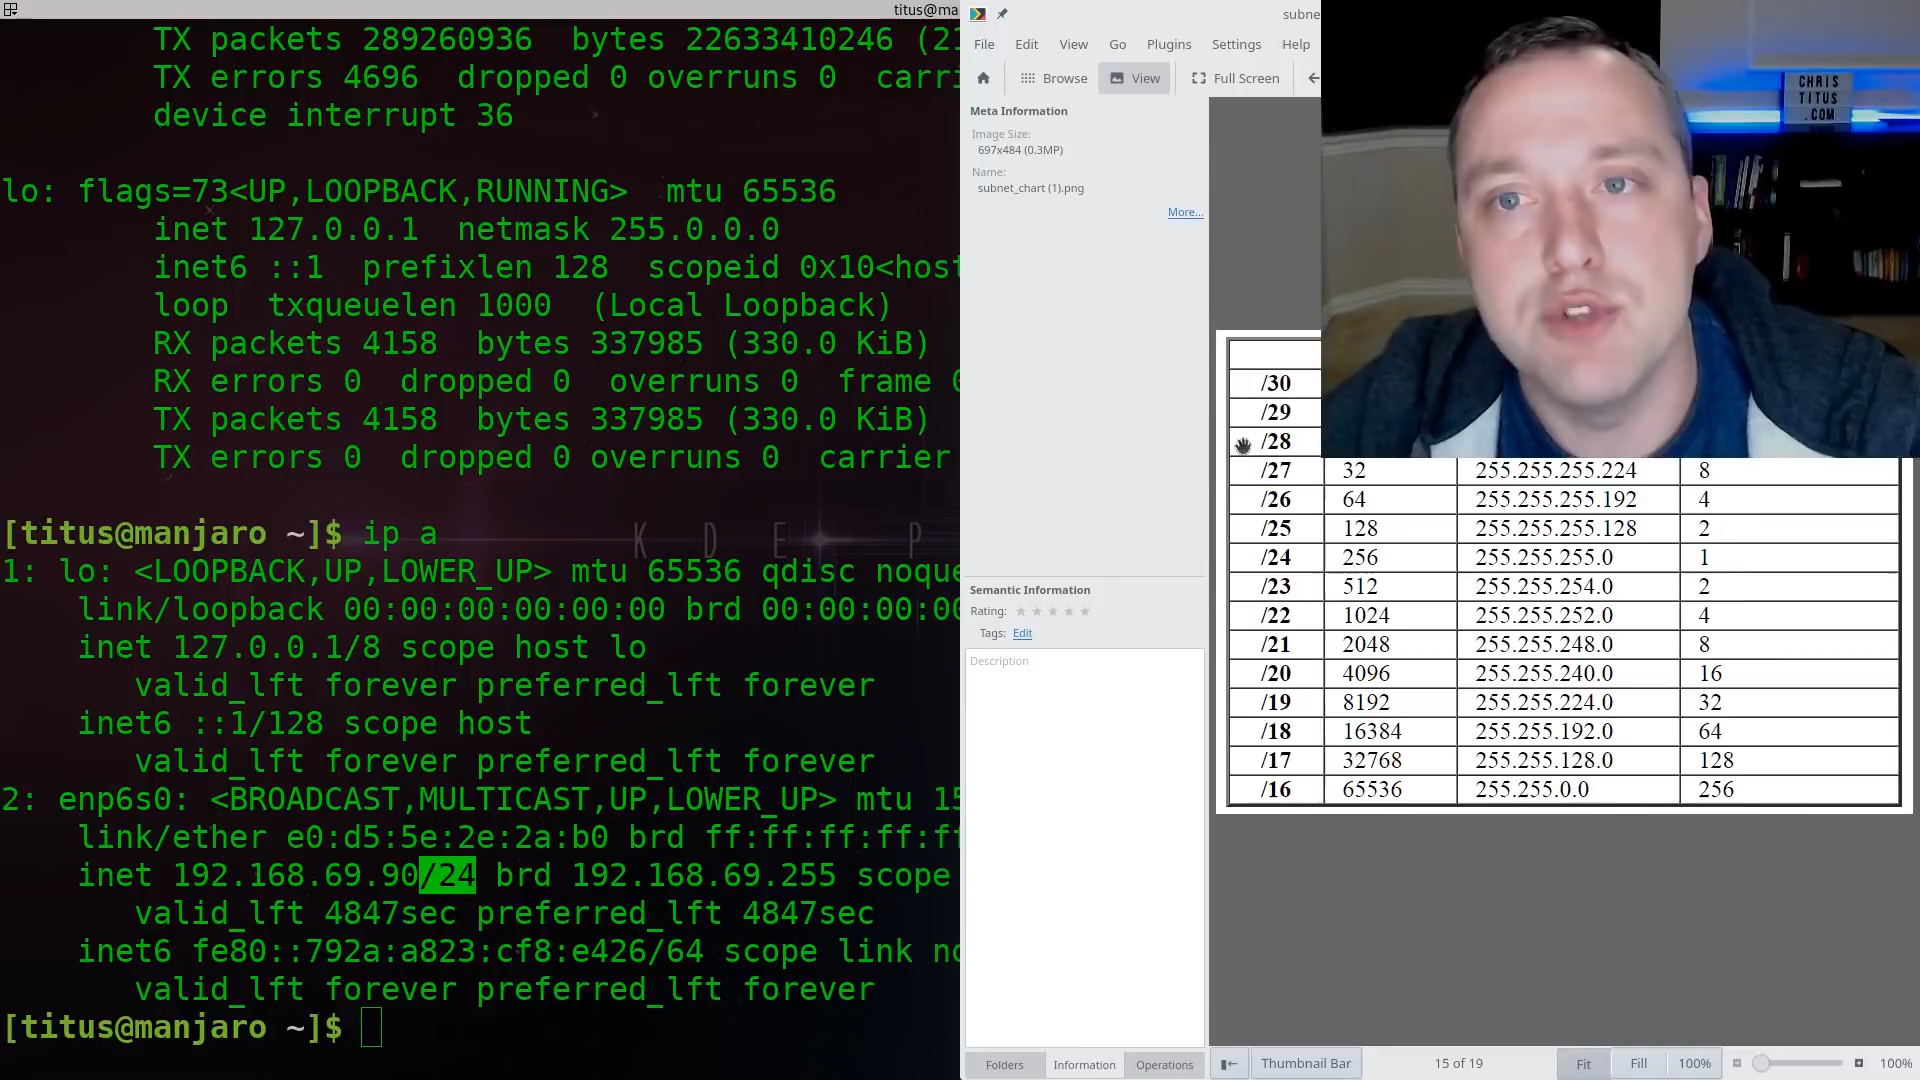 titus@ma
TX packets 289260936 bytes 22633410246 (21
TX errors 4696 dropped 0 overruns 0 carri
device interrupt 36
lo: flags=73<UP,LOOPBACK,RUNNING> mtu 65536
inet 127.0.0.1 netmask 255.0.0.0
inet6 ::1 prefixlen 128 scopeid 0x10<host
loop txqueuelen 1000 (Local Loopback)
RX packets 4158 bytes 337985 (330.0 KiB)
RX errors 0 dropped 0 overruns 0 frame 0
TX packets 4158 bytes 337985 (330.0 KiB)
TX errors 0 dropped 0 overruns 0 carrier
[titus@manjaro ~]$ ip a
K D E P
1: lo: <LOOPBACK,UP,LOWER_UP> mtu 65536 qdisc noque
link/loopback 00:00:00:00:00:00 brd 00:00:00:00
inet 127.0.0.1/8 scope host lo
valid_lft forever preferred_lft forever
inet6 ::1/128 scope host
valid_lft forever preferred_lft forever
2: enp6s0: <BROADCAST,MULTICAST,UP,LOWER_UP> mtu 15
link/ether e0:d5:5e:2e:2a:b0 brd ff:ff:ff:ff:ff
inet 192.168.69.90/24 brd 192.168.69.255 scope
valid_lft 4847sec preferred_lft 4847sec
inet6 fe80::792a:a823:cf8:e426/64 scope link no
valid_lft forever preferred_lft forever
[titus@manjaro ~]$
subne
File Edit View Go Plugins Settings Help
Browse View Full Screen
Meta Information
Image Size:
697x484 (0.3MP)
Name:
subnet_chart (1).png
More...
Semantic Information
Rating:
Tags: Edit
Description
Folders Information Operations
CHRIS
TITUS
.COM
/30
/29
/28
/27 32 255.255.255.224 8
/26 64 255.255.255.192 4
/25 128 255.255.255.128 2
/24 256 255.255.255.0 1
/23 512 255.255.254.0 2
/22 1024 255.255.252.0 4
/21 2048 255.255.248.0 8
/20 4096 255.255.240.0 16
/19 8192 255.255.224.0 32
/18 16384 255.255.192.0 64
/17 32768 255.255.128.0 128
/16 65536 255.255.0.0 256
Thumbnail Bar 15 of 19 Fit Fill 100% 100%